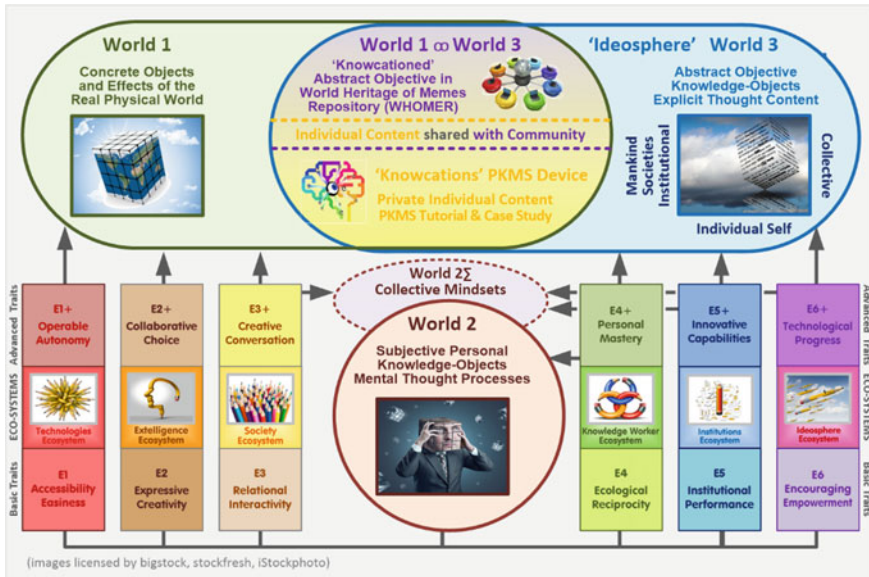 World 1
Concrete Objects
and Effects of the
Real Physical World
World 1 ꝏ World 3
'Knowcationed'
Abstract Objective in
World Heritage of Memes
Repository (WHOMER)
Individual Content shared with Community
'Knowcations' PKMS Device
Private Individual Content
PKMS Tutorial & Case Study
'Ideosphere' World 3
Abstract Objective
Knowledge-Objects
Explicit Thought Content
Mankind
Societies
Institutional
Collective
Individual Self
World 2Σ
Collective Mindsets
World 2
Subjective Personal
Knowledge-Objects
Mental Thought Processes
Advanced Traits
ECO-SYSTEMS
Basic Traits
E1+
Operable
Autonomy
Technologies
Ecosystem
E1
Accessibility
Easiness
E2+
Collaborative
Choice
Extelligence
Ecosystem
E2
Expressive
Creativity
E3+
Creative
Conversation
Society
Ecosystem
E3
Relational
Interactivity
E4+
Personal
Mastery
Knowledge Worker
Ecosystem
E4
Ecological
Reciprocity
E5+
Innovative
Capabilities
Institutions
Ecosystem
E5
Institutional
Performance
E6+
Technological
Progress
Ideosphere
Ecosystem
E6
Encouraging
Empowerment
Advanced
Traits
ECO-SYSTEMS
Basic Traits
(images licensed by bigstock, stockfresh, iStockphoto)